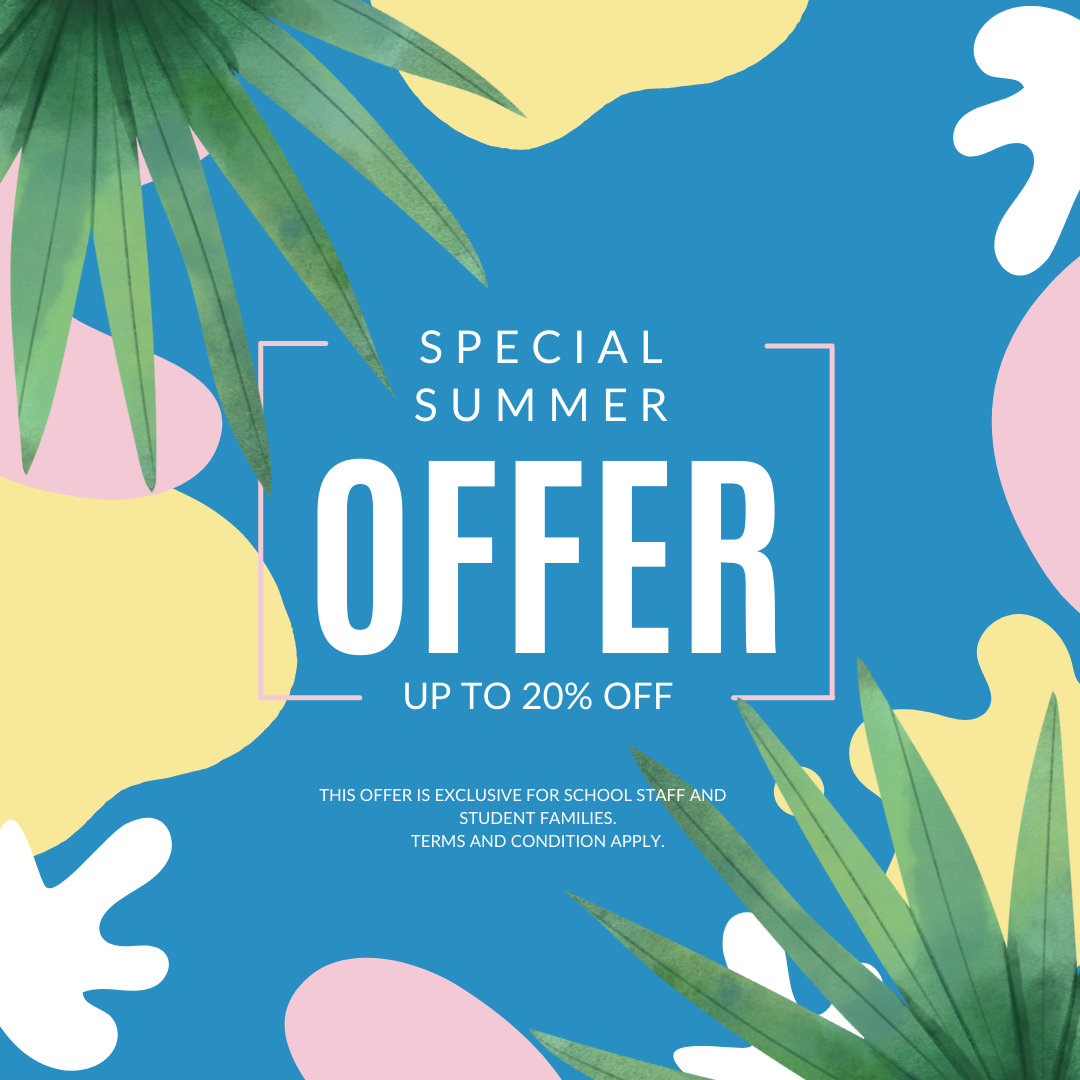 SPECIAL
SUMMER
OFFER
UP TO 20% OFF
THIS OFFER IS EXCLUSIVE FOR SCHOOL STAFF AND
STUDENT FAMILIES.
TERMS AND CONDITION APPLY.